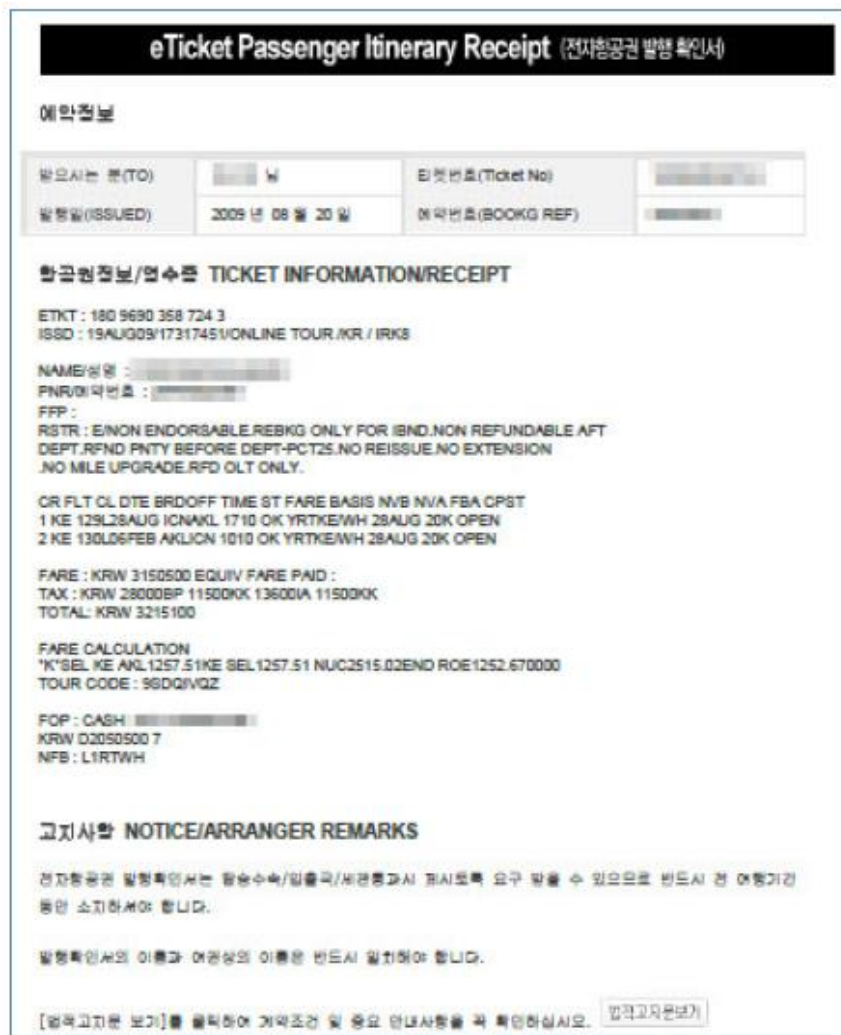 eTicket Passenger Itinerary Receipt (전자항공권 발행 확인서)
예약정보
받으시는 분(TO) 님 티켓번호(Ticket No)
발행일(ISSUED) 2009 년 08 월 20 일 예약번호(BOOKG REF)
항공권정보/영수증 TICKET INFORMATION/RECEIPT
ETKT : 180 9690 358 724 3
ISSD : 19AUG09/17317451/ONLINE TOUR /KR / IRK8
NAME/성명 :
PNR/예약번호 :
FFP :
RSTR : E/NON ENDORSABLE.REBKG ONLY FOR IBND.NON REFUNDABLE AFT
DEPT.RFND PNTY BEFORE DEPT-PCT25.NO REISSUE.NO EXTENSION
.NO MILE UPGRADE.RFD OLT ONLY.
CR FLT CL DTE BRDOFF TIME ST FARE BASIS NVB NVA FBA CPST
1 KE 129L28AUG ICNAKL 1710 OK YRTKE/WH 28AUG 20K OPEN
2 KE 130L06FEB AKLICN 1010 OK YRTKE/WH 28AUG 20K OPEN
FARE : KRW 3150500 EQUIV FARE PAID :
TAX : KRW 28000BP 11500KK 13600IA 11500KK
TOTAL: KRW 3215100
FARE CALCULATION
"K"SEL KE AKL1257.51KE SEL1257.51 NUC2515.02END ROE1252.670000
TOUR CODE : 9SDQIVQZ
FOP : CASH
KRW D2050500 7
NFB : L1RTWH
고지사항 NOTICE/ARRANGER REMARKS
전자항공권 발행확인서는 탑승수속/입출국/세관통과시 제시토록 요구 받을 수 있으므로 반드시 전 여행기간
동안 소지하셔야 합니다.
발행확인서의 이름과 여권상의 이름은 반드시 일치해야 합니다.
[법적고지문 보기]를 클릭하여 계약조건 및 중요 안내사항을 꼭 확인하십시요. 법적고지문보기